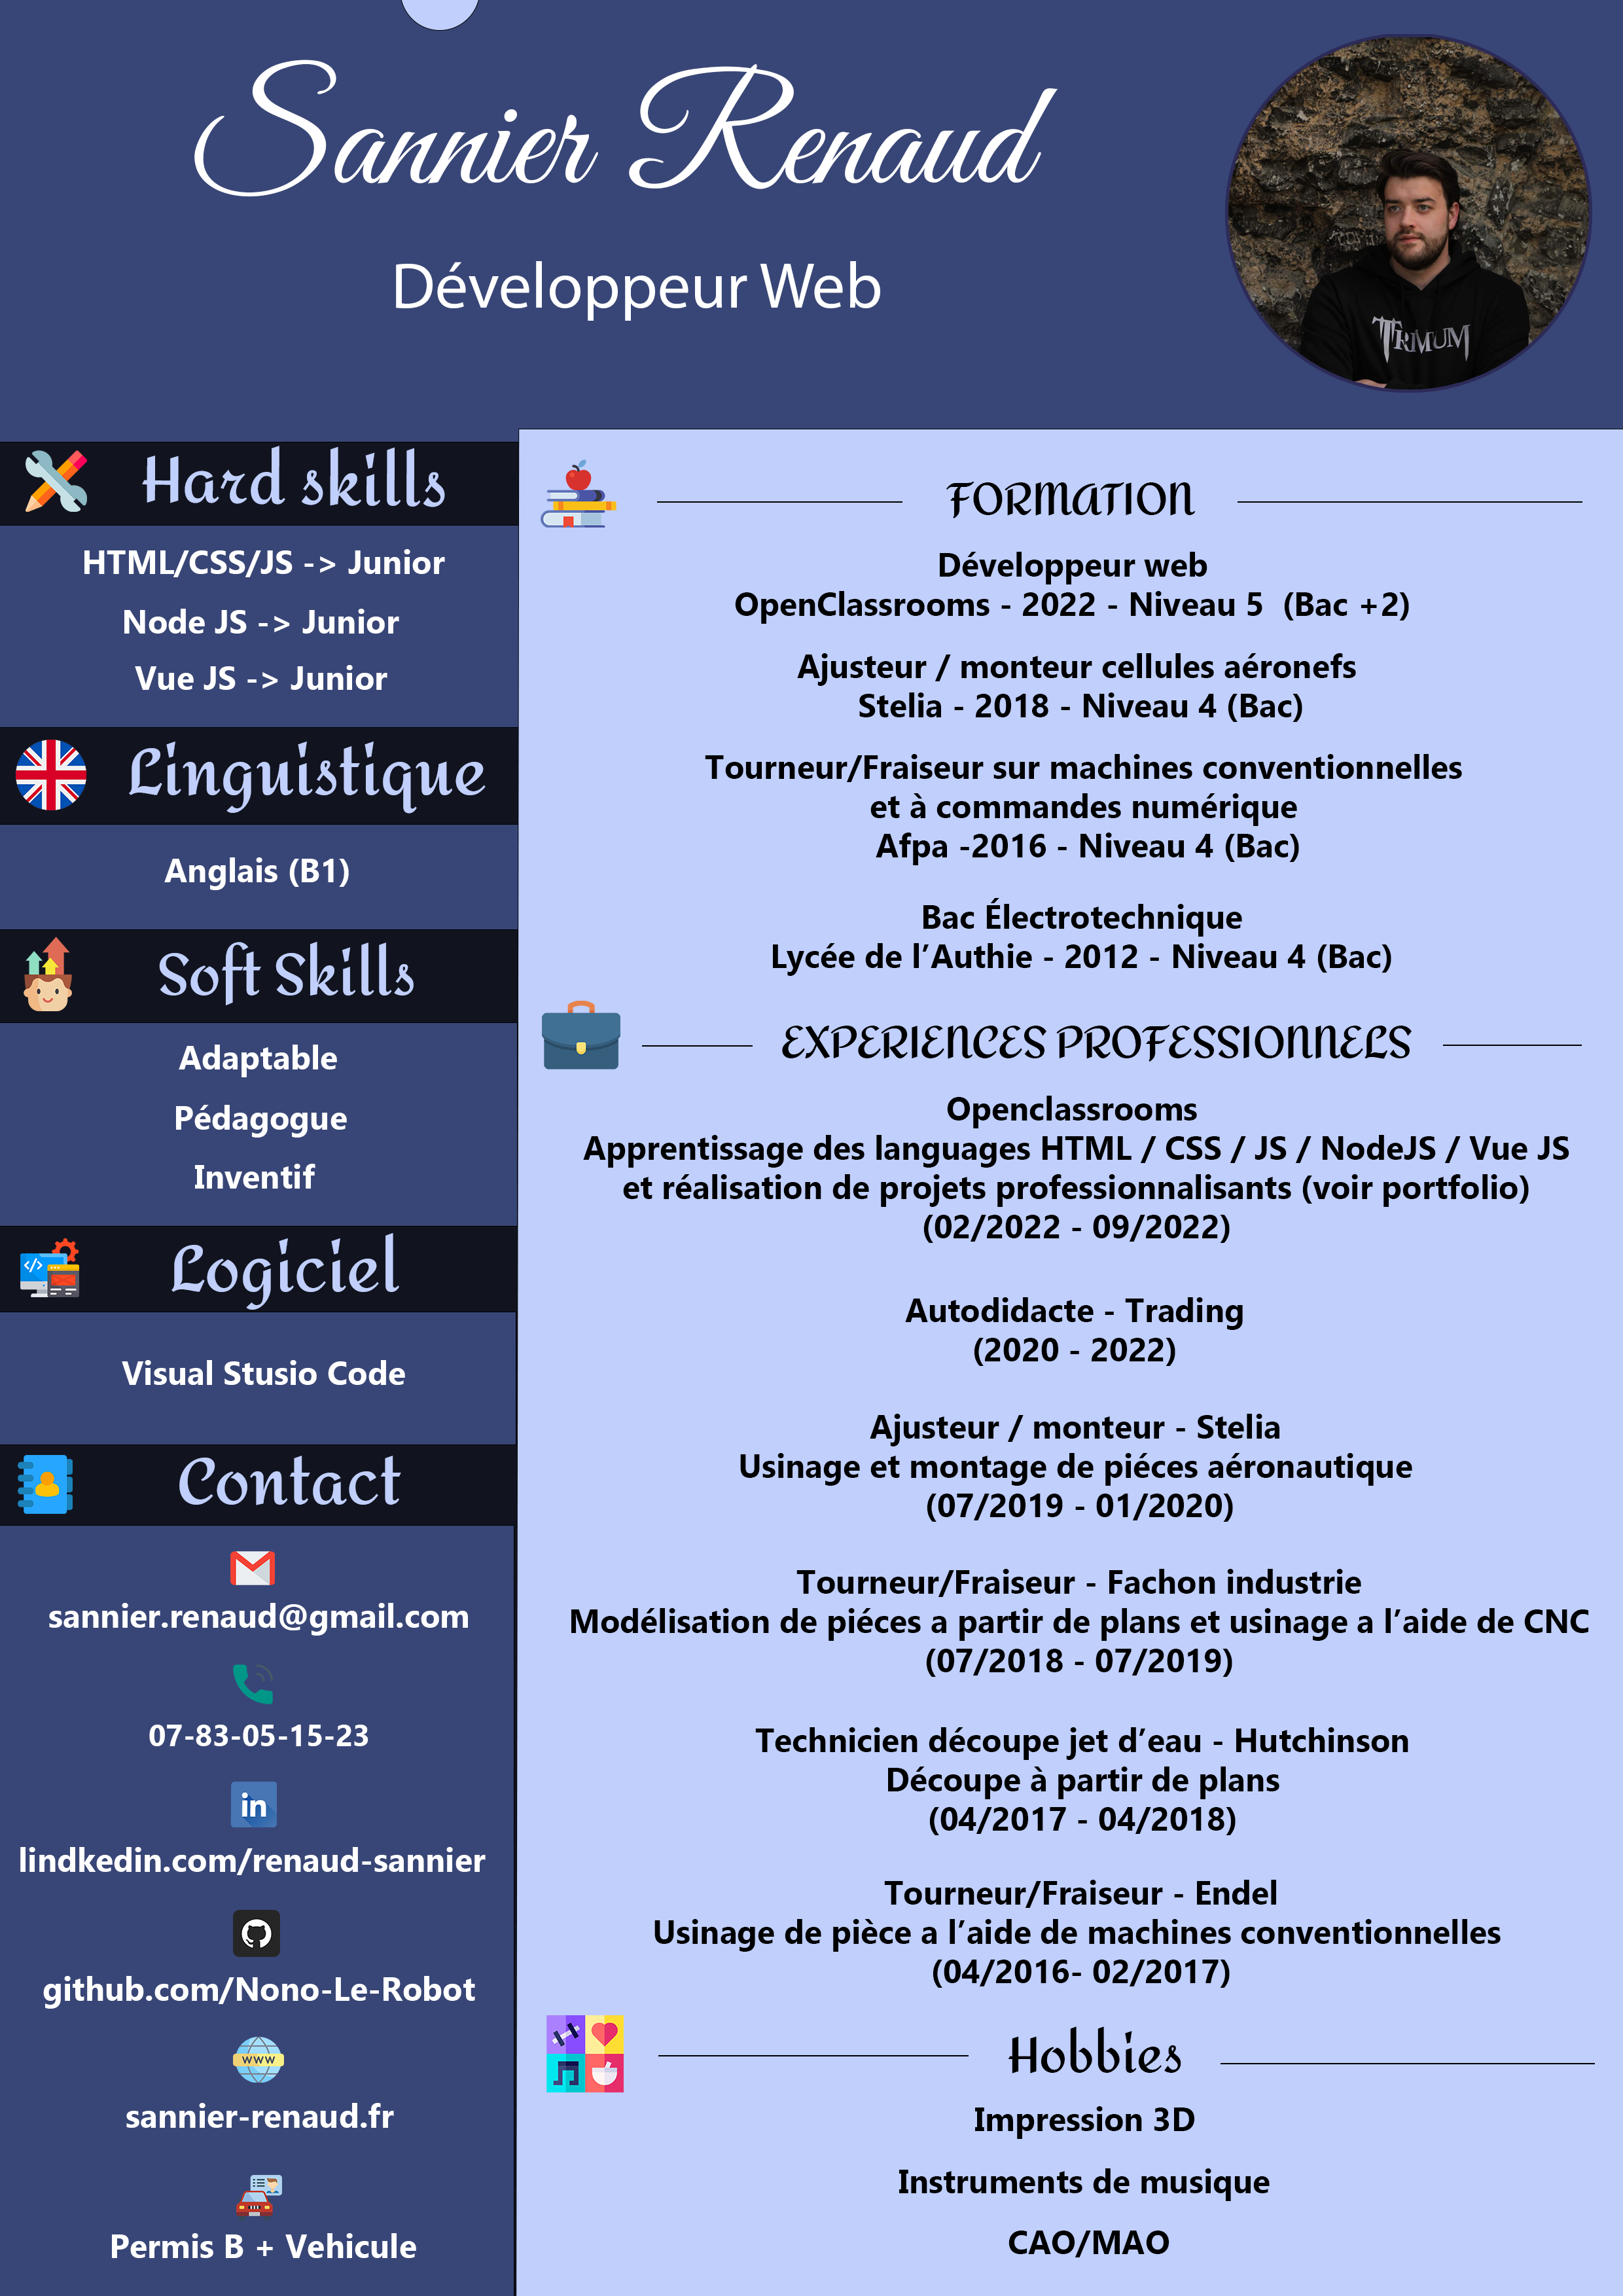 Sannier Renaud
Développeur Web
TRIMUM
Hard skills
HTML/CSS/JS -> Junior
Node JS -> Junior
Vue JS -> Junior
Linguistique
Anglais (B1)
Soft Skills
Adaptable
Pédagogue
Inventif
Logiciel
Visual Stusio Code
Contact
sannier.renaud@gmail.com
07-83-05-15-23
in
lindkedin.com/renaud-sannier
github.com/Nono-Le-Robot
WWW
sannier-renaud.fr
Permis B + Vehicule
FORMATION
Développeur web
OpenClassrooms - 2022 - Niveau 5 (Bac +2)
Ajusteur / monteur cellules aéronefs
Stelia - 2018 - Niveau 4 (Bac)
Tourneur/Fraiseur sur machines conventionnelles
et à commandes numérique
Afpa -2016 - Niveau 4 (Bac)
Bac Électrotechnique
Lycée de l’Authie - 2012 - Niveau 4 (Bac)
EXPERIENCES PROFESSIONNELS
Openclassrooms
Apprentissage des languages HTML / CSS / JS / NodeJS / Vue JS
et réalisation de projets professionnalisants (voir portfolio)
(02/2022 - 09/2022)
Autodidacte - Trading
(2020 - 2022)
Ajusteur / monteur - Stelia
Usinage et montage de piéces aéronautique
(07/2019 - 01/2020)
Tourneur/Fraiseur - Fachon industrie
Modélisation de piéces a partir de plans et usinage a l’aide de CNC
(07/2018 - 07/2019)
Technicien découpe jet d’eau - Hutchinson
Découpe à partir de plans
(04/2017 - 04/2018)
Tourneur/Fraiseur - Endel
Usinage de pièce a l’aide de machines conventionnelles
(04/2016- 02/2017)
Hobbies
Impression 3D
Instruments de musique
CAO/MAO